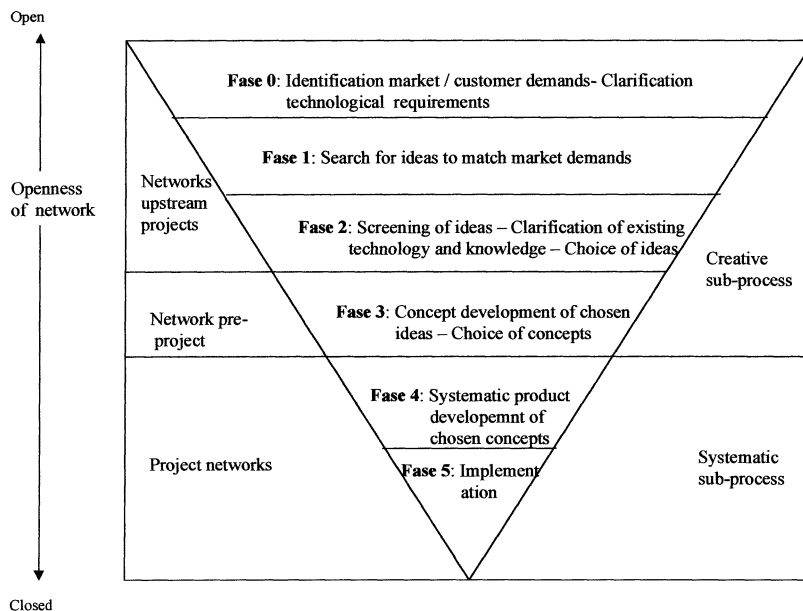 Open
Fase 0: Identification market / customer demands- Clarification
technological requirements
Fase 1: Search for ideas to match market demands
Openness
of network
Networks
upstream
projects
Fase 2: Screening of ideas – Clarification of existing
technology and knowledge – Choice of ideas
Creative
sub-process
Network pre-
project
Fase 3: Concept development of chosen
ideas – Choice of concepts
Fase 4: Systematic product
developemnt of
chosen concepts
Project networks
Fase 5: Implement
ation
Systematic
sub-process
Closed